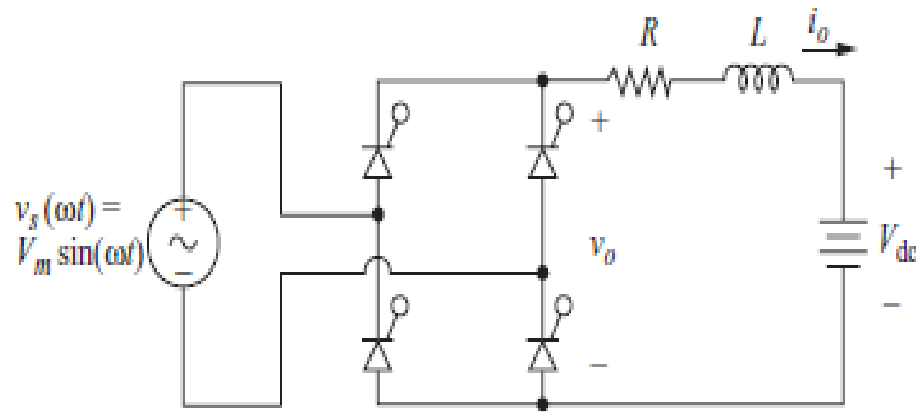 R
L
i_o
+
+
v_s(ωt) =
V_m sin(ωt)
+
−
v_o
V_dc
−
−